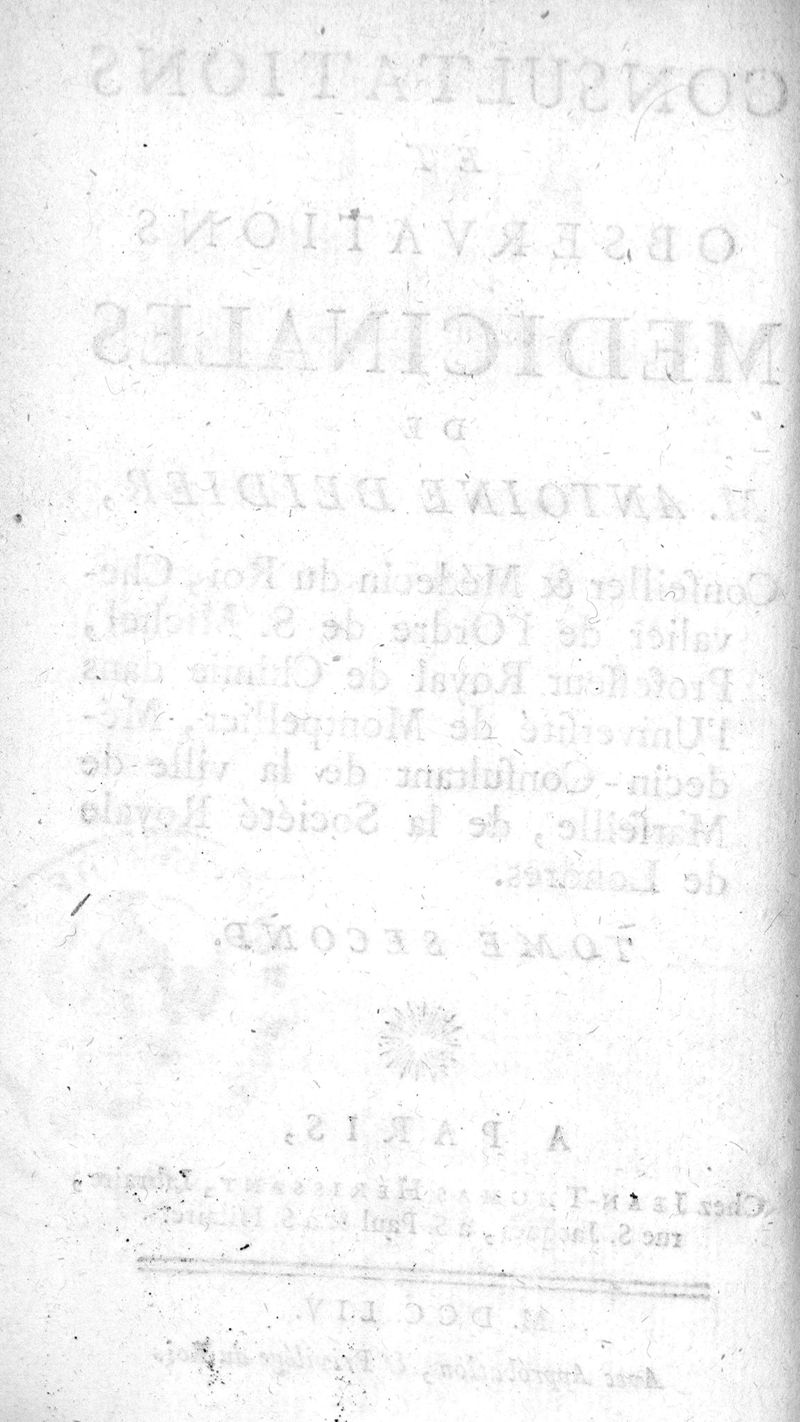 CONSULTATIONS
ET
OBSERVATIONS
MEDICINALES
DE
M. ANTOINE DEIDIER,
Conſeiller & Médecin du Roi, Che-
valier de l'Ordre de S. Michel,
Profeſſeur Royal de Chimie dans
l'Univerſité de Montpellier, Mé-
decin-Conſultant de la ville de
Marſeille, de la Société Royale
de Londres.
TOME SECOND.
A PARIS,
Chez JEAN-THOMAS HÉRISSANT, Libraire,
rue S. Jacques, à S. Paul & à S. Hilaire.
M. DCC LIV.
Avec Approbation, & Privilége du Roi.